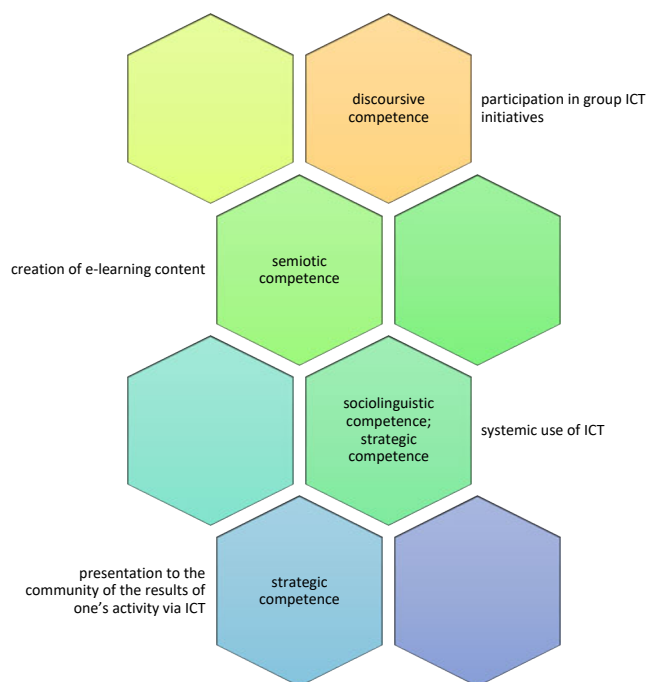 discoursive
competence
participation in group ICT
initiatives
creation of e-learning content
semiotic
competence
sociolinguistic
competence;
strategic
competence
systemic use of ICT
presentation to the
community of the results of
one’s activity via ICT
strategic
competence